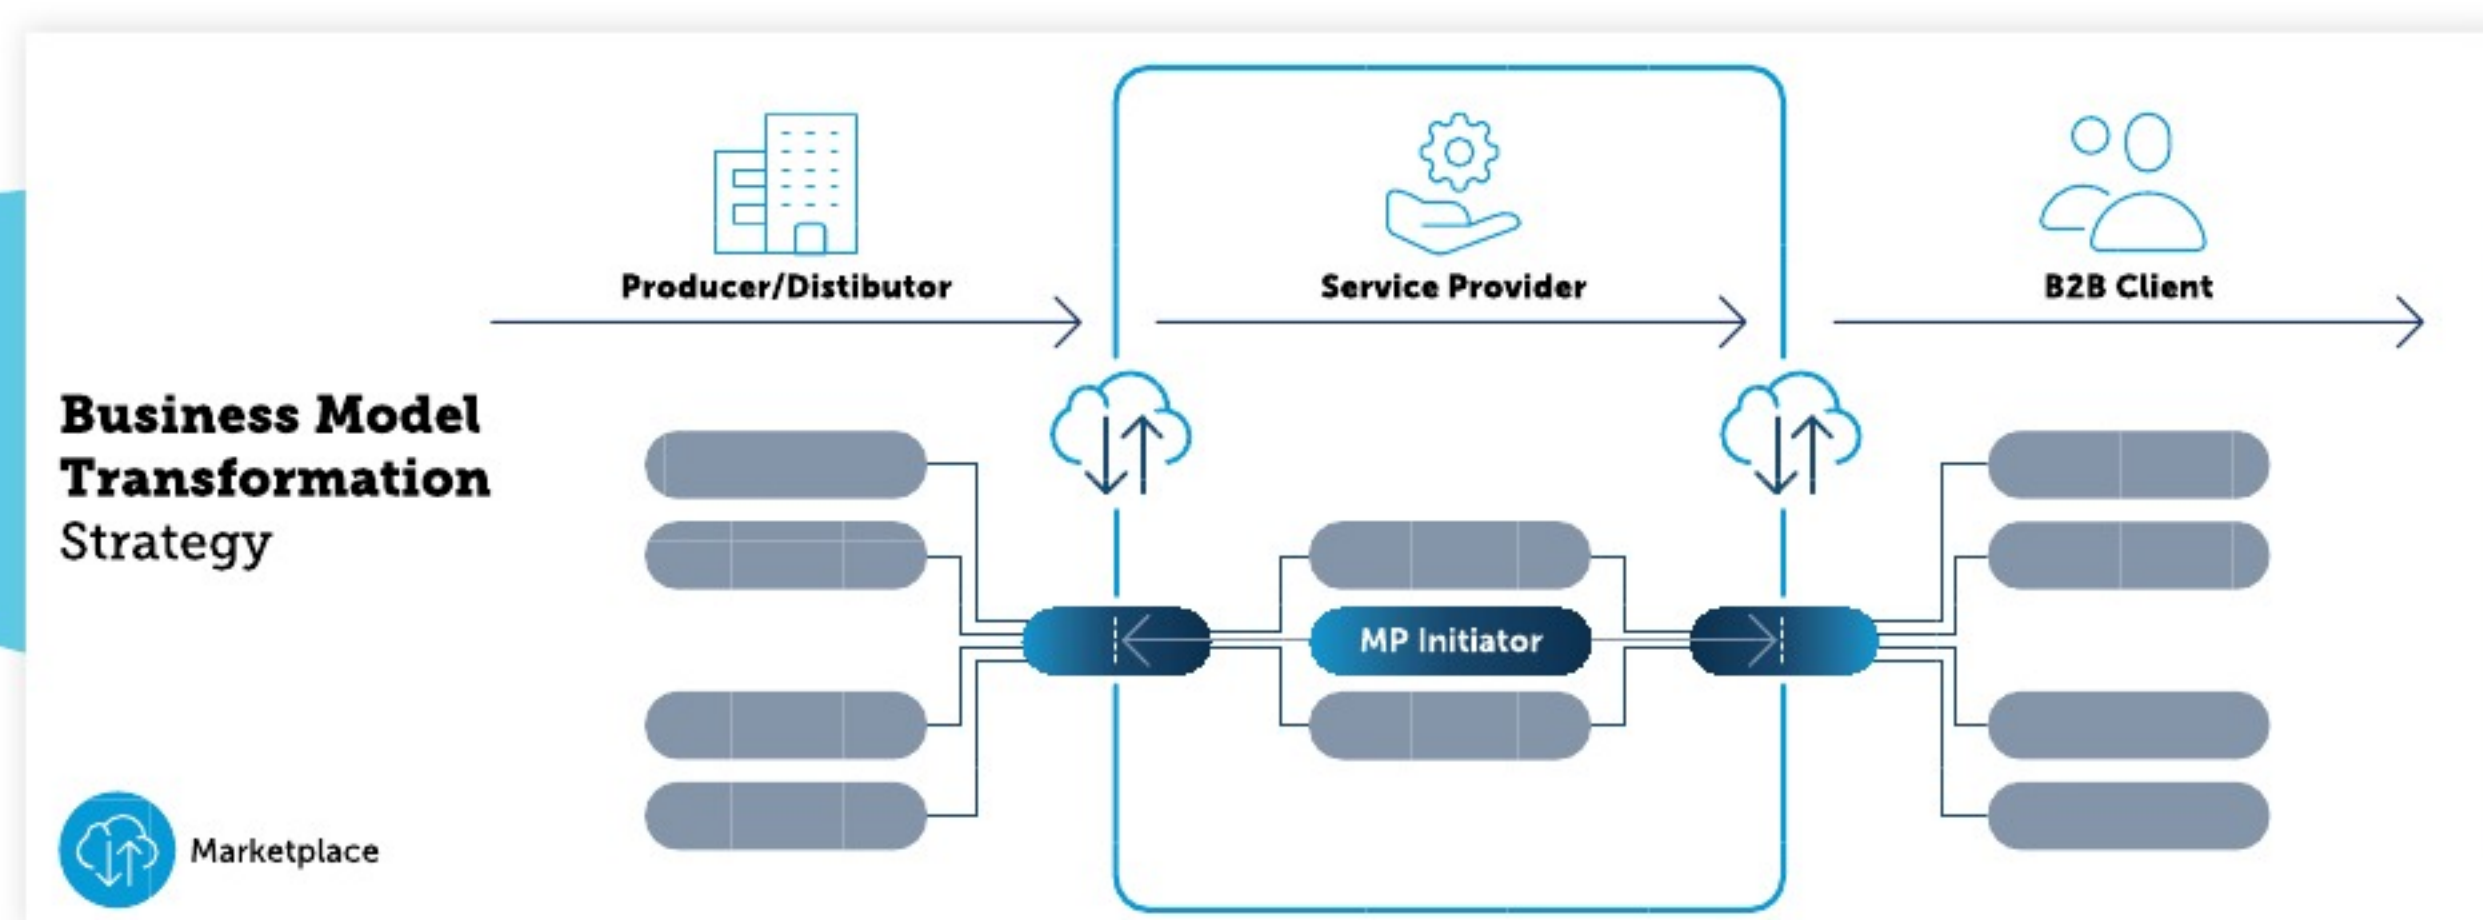 Producer/Distibutor
Service Provider
B2B Client
Business Model
Transformation
Strategy
MP Initiator
Marketplace